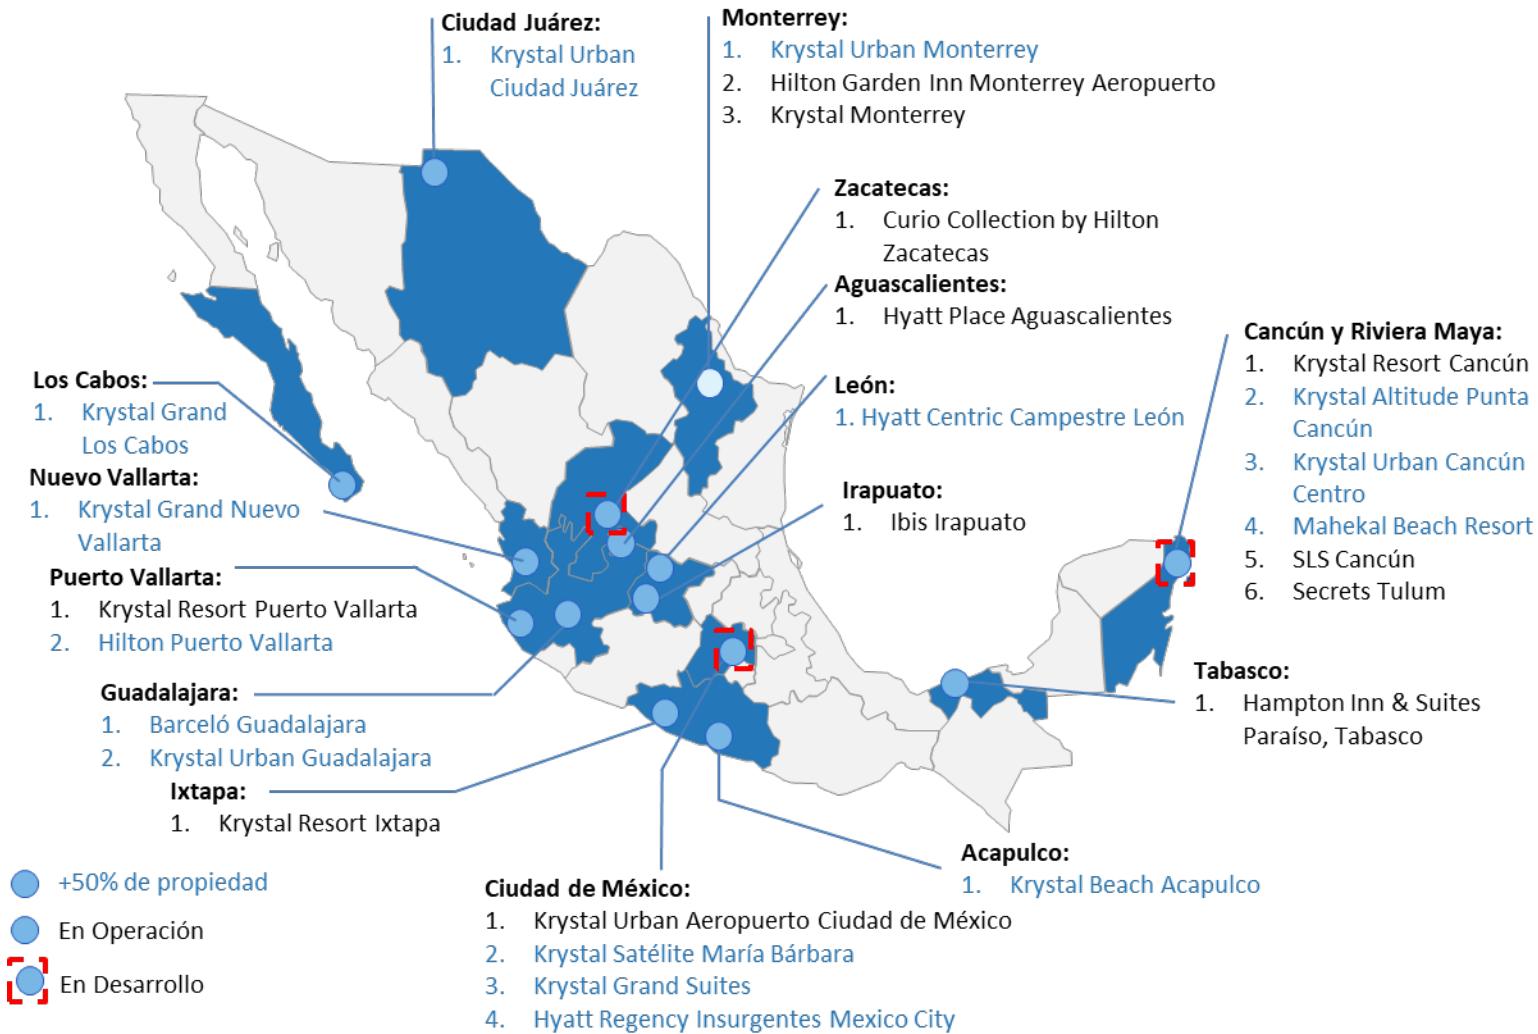 Ciudad Juárez:
1. Krystal Urban
Ciudad Juárez
Monterrey:
1. Krystal Urban Monterrey
2. Hilton Garden Inn Monterrey Aeropuerto
3. Krystal Monterrey
Zacatecas:
1. Curio Collection by Hilton
Zacatecas
Aguascalientes:
1. Hyatt Place Aguascalientes
León:
1. Hyatt Centric Campestre León
Irapuato:
1. Ibis Irapuato
Cancún y Riviera Maya:
1. Krystal Resort Cancún
2. Krystal Altitude Punta
Cancún
3. Krystal Urban Cancún
Centro
4. Mahekal Beach Resort
5. SLS Cancún
6. Secrets Tulum
Tabasco:
1. Hampton Inn & Suites
Paraíso, Tabasco
Los Cabos:
1. Krystal Grand
Los Cabos
Nuevo Vallarta:
1. Krystal Grand Nuevo
Vallarta
Puerto Vallarta:
1. Krystal Resort Puerto Vallarta
2. Hilton Puerto Vallarta
Guadalajara:
1. Barceló Guadalajara
2. Krystal Urban Guadalajara
Ixtapa:
1. Krystal Resort Ixtapa
Acapulco:
1. Krystal Beach Acapulco
Ciudad de México:
1. Krystal Urban Aeropuerto Ciudad de México
2. Krystal Satélite María Bárbara
3. Krystal Grand Suites
4. Hyatt Regency Insurgentes Mexico City
+50% de propiedad
En Operación
En Desarrollo